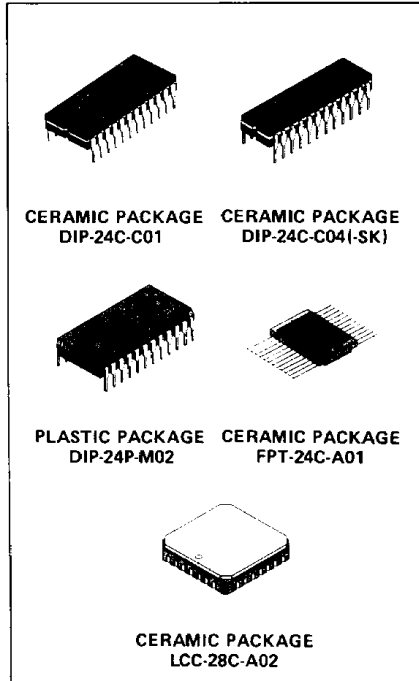 CERAMIC PACKAGE
DIP-24C-C01
CERAMIC PACKAGE
DIP-24C-C04(-SK)
PLASTIC PACKAGE
DIP-24P-M02
CERAMIC PACKAGE
FPT-24C-A01
CERAMIC PACKAGE
LCC-28C-A02